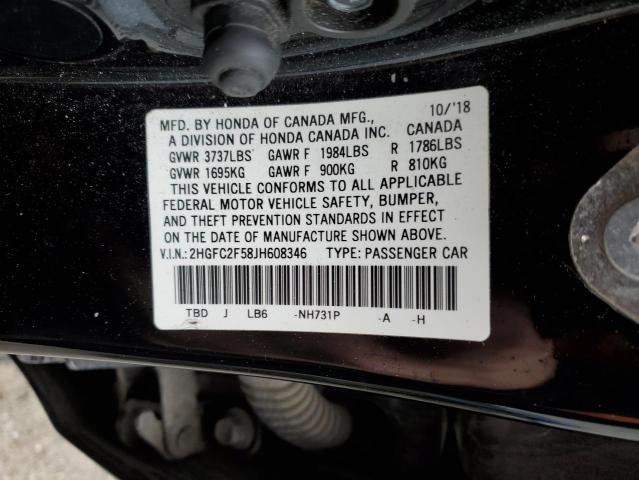 MFD. BY HONDA OF CANADA MFG., 10/'18
A DIVISION OF HONDA CANADA INC. CANADA
GVWR 3737LBS GAWR F 1984LBS R 1786LBS
GVWR 1695KG GAWR F 900KG R 810KG
THIS VEHICLE CONFORMS TO ALL APPLICABLE
FEDERAL MOTOR VEHICLE SAFETY, BUMPER,
AND THEFT PREVENTION STANDARDS IN EFFECT
ON THE DATE OF MANUFACTURE SHOWN ABOVE.
V.I.N.: 2HGFC2F58JH608346 TYPE: PASSENGER CAR
TBD J LB6 -NH731P -A -H